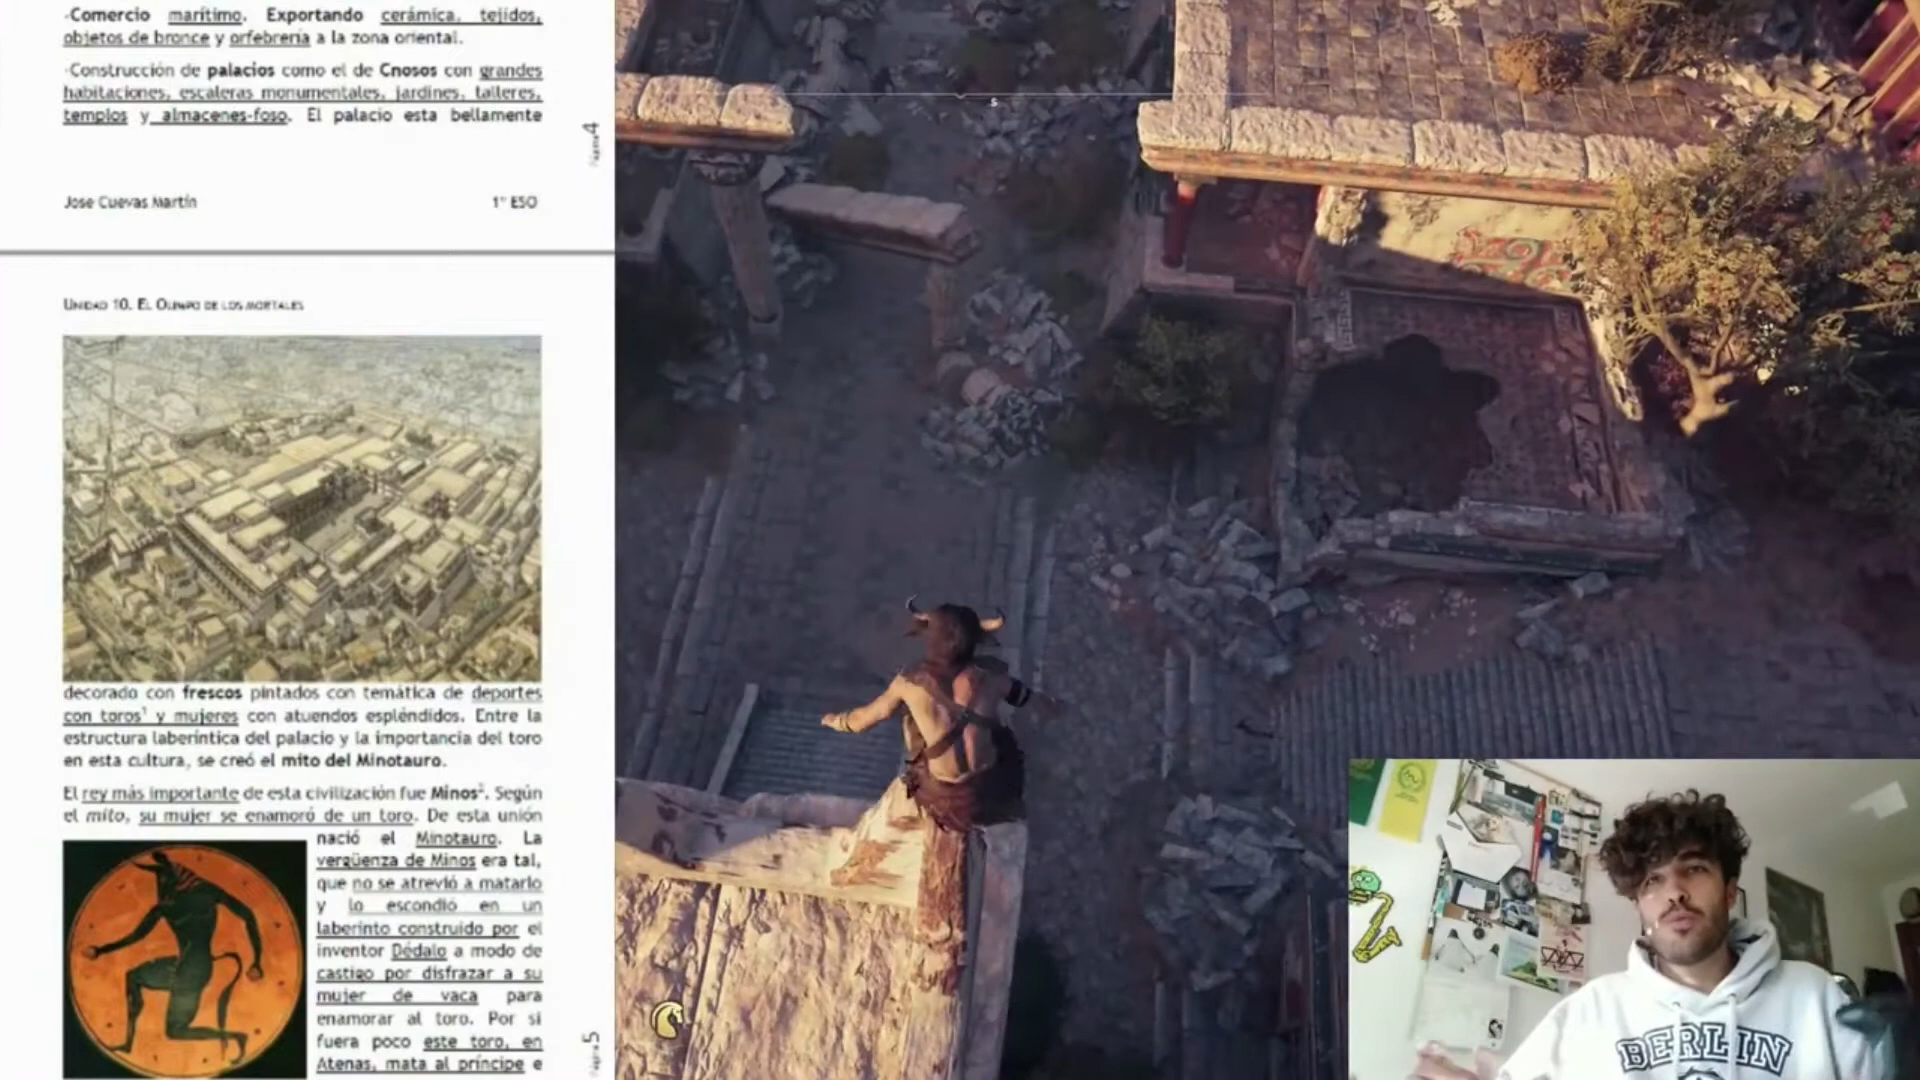 ·Comercio marítimo. Exportando cerámica, tejidos,
objetos de bronce y orfebrería a la zona oriental.
·Construcción de palacios como el de Cnosos con grandes
habitaciones, escaleras monumentales, jardines, talleres,
templos y almacenes-foso. El palacio esta bellamente
Página 4
Jose Cuevas Martín
1º ESO
UNIDAD 10. EL OLIMPO DE LOS MORTALES
decorado con frescos pintados con temática de deportes
con toros¹ y mujeres con atuendos espléndidos. Entre la
estructura laberíntica del palacio y la importancia del toro
en esta cultura, se creó el mito del Minotauro.
El rey más importante de esta civilización fue Minos². Según
el mito, su mujer se enamoró de un toro. De esta unión
nació el Minotauro. La
vergüenza de Minos era tal,
que no se atrevió a matarlo
y lo escondió en un
laberinto construido por el
inventor Dédalo a modo de
castigo por disfrazar a su
mujer de vaca para
enamorar al toro. Por si
fuera poco este toro, en
Atenas, mata al príncipe e
Página 5
S
BERLIN